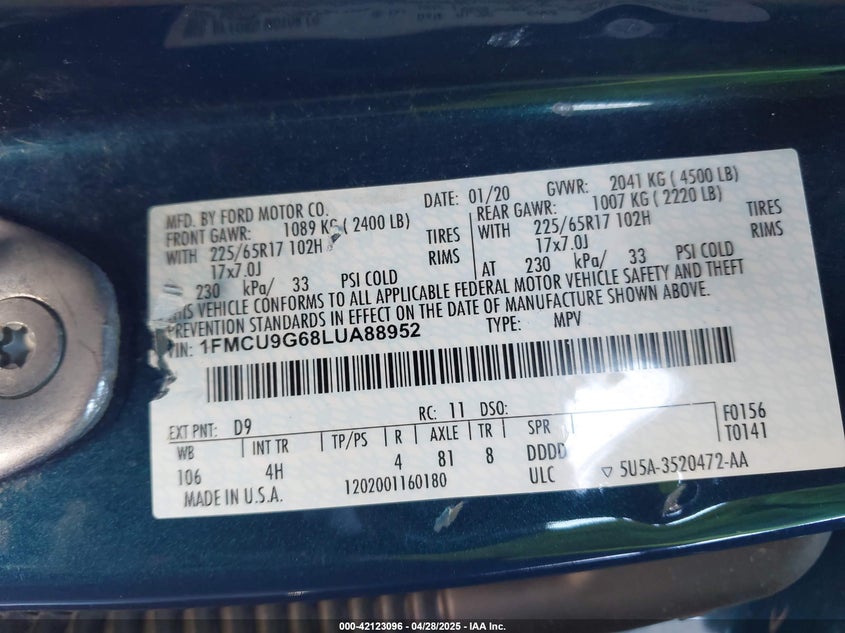 MFD. BY FORD MOTOR CO. DATE: 01/20 GVWR: 2041 KG ( 4500 LB)
FRONT GAWR: 1089 KG ( 2400 LB) REAR GAWR: 1007 KG ( 2220 LB)
WITH 225/65R17 102H TIRES WITH 225/65R17 102H TIRES
17x7.0J RIMS 17x7.0J RIMS
230 kPa/ 33 PSI COLD AT 230 kPa/ 33 PSI COLD
VEHICLE CONFORMS TO ALL APPLICABLE FEDERAL MOTOR VEHICLE SAFETY AND THEFT
PREVENTION STANDARDS IN EFFECT ON THE DATE OF MANUFACTURE SHOWN ABOVE.
1FMCU9G68LUA88952 TYPE: MPV
EXT PNT: D9 RC: 11 DSO: F0156
WB INT TR TP/PS R AXLE TR SPR T0141
106 4H 4 81 8 DDDD
MADE IN U.S.A. 1202001160180 ULC 5U5A-3520472-AA
000-42123096 - 04/28/2025 - IAA Inc.